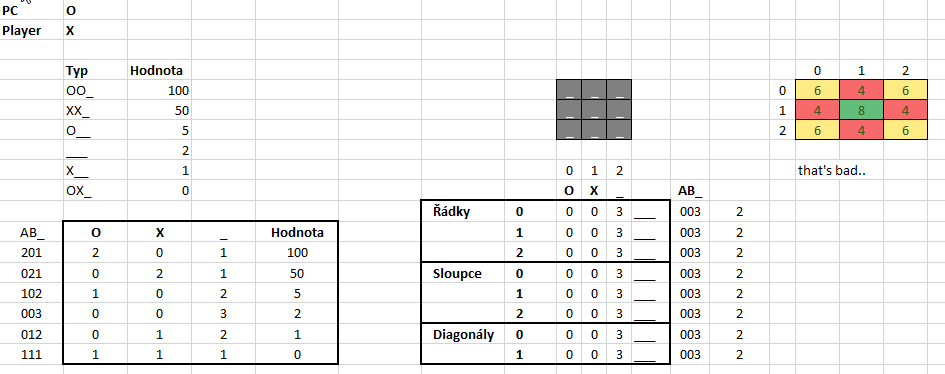 PC O
Player X
Typ Hodnota 0 1 2
OO_ 100 _ _ _ 0 6 4 6
XX_ 50 _ _ _ 1 4 8 4
O__ 5 _ _ _ 2 6 4 6
___ 2
X__ 1 0 1 2 that's bad..
OX_ 0 O X _ AB_
Řádky 0 0 0 3 ___ 003 2
AB_ O X _ Hodnota 1 0 0 3 ___ 003 2
201 2 0 1 100 2 0 0 3 ___ 003 2
021 0 2 1 50 Sloupce 0 0 0 3 ___ 003 2
102 1 0 2 5 1 0 0 3 ___ 003 2
003 0 0 3 2 2 0 0 3 ___ 003 2
012 0 1 2 1 Diagonály 0 0 0 3 ___ 003 2
111 1 1 1 0 1 0 0 3 ___ 003 2